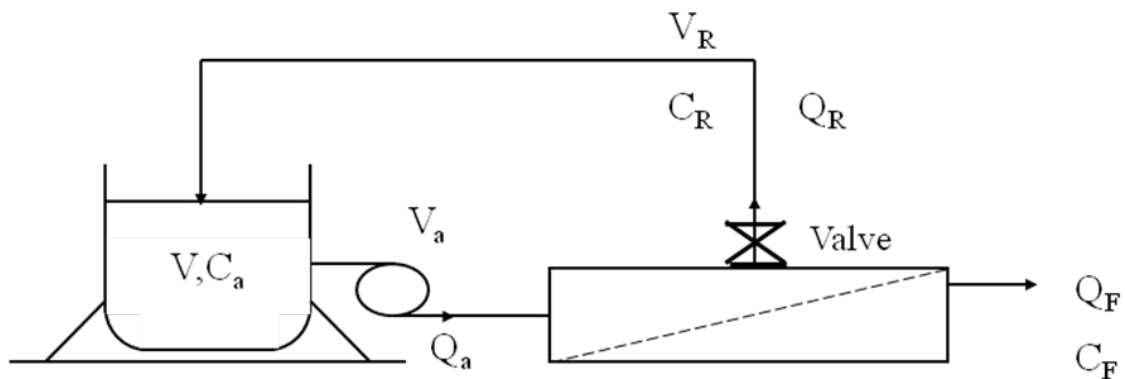 V_R
C_R Q_R
V_a
Valve
V,C_a
Q_a
Q_F
C_F